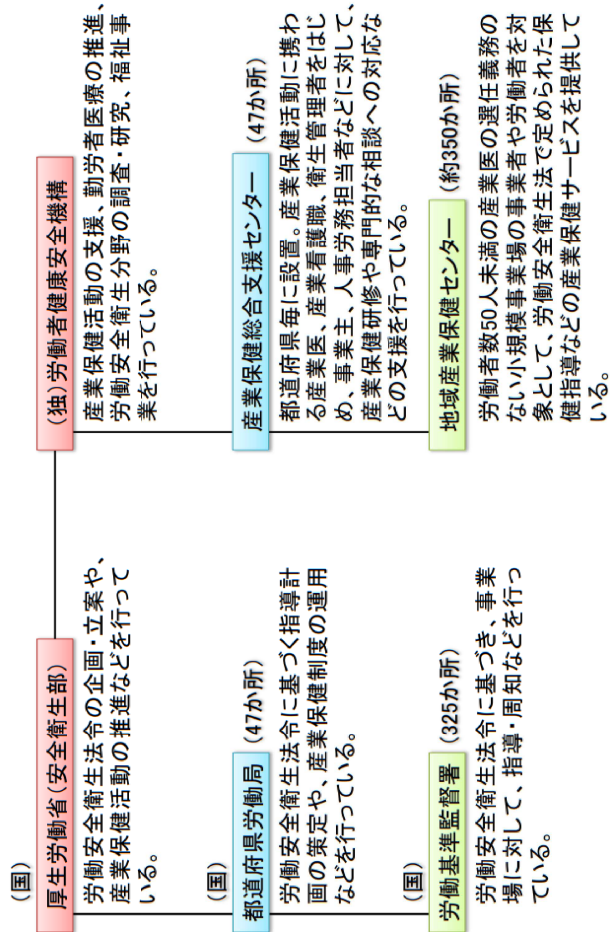 (国)
厚生労働省(安全衛生部)
労働安全衛生法令の企画・立案や、
産業保健活動の推進などを行って
いる。
(国)
都道府県労働局 (47か所)
労働安全衛生法令に基づく指導計
画の策定や、産業保健制度の運用
などを行っている。
(国)
労働基準監督署 (325か所)
労働安全衛生法令に基づき、事業
場に対して、指導・周知などを行っ
ている。
(独)労働者健康安全機構
産業保健活動の支援、勤労者医療の推進、
労働安全衛生分野の調査・研究、福祉事
業を行っている。
産業保健総合支援センター (47か所)
都道府県毎に設置。産業保健活動に携わ
る産業医、産業看護職、衛生管理者をはじ
め、事業主、人事労務担当者などに対して、
産業保健研修や専門的な相談への対応な
どの支援を行っている。
地域産業保健センター (約350か所)
労働者数50人未満の産業医の選任義務の
ない小規模事業場の事業者や労働者を対
象として、労働安全衛生法で定められた保
健指導などの産業保健サービスを提供して
いる。